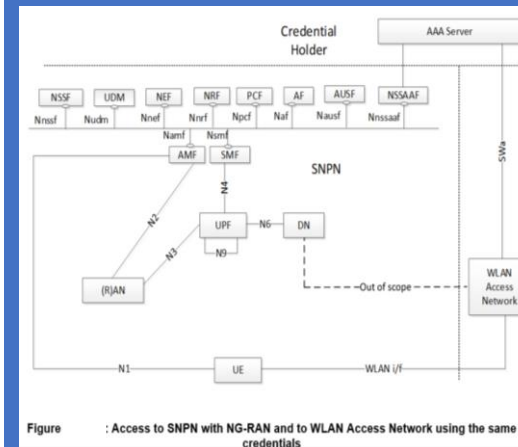 Credential
Holder
AAA Server
NSSF
UDM
NEF
NRF
PCF
AF
AUSF
NSSAAF
Nnssf
Nudm
Nnef
Nnrf
Npcf
Naf
Nausf
Nnssaaf
Namf
Nsmf
AMF
SMF
SNPN
SWa
N2
N4
UPF
N6
DN
N3
N9
(R)AN
Out of scope
WLAN
Access
Network
N1
UE
WLAN i/f
Figure : Access to SNPN with NG-RAN and to WLAN Access Network using the same
credentials